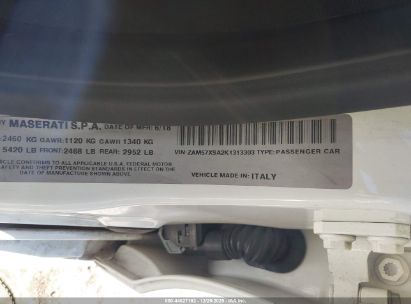 BY MASERATI S.P.A. DATE OF MFR: 6/18
2460 KG GAWR: 1120 KG GAWR: 1340 KG
5420 LB FRONT: 2468 LB REAR: 2952 LB
VIN: ZAM57XSA2K1313303 TYPE: PASSENGER CAR
VEHICLE CONFORMS TO ALL APPLICABLE U.S.A. FEDERAL MOTOR
SAFETY AND THEFT PREVENTION STANDARDS IN EFFECT ON THE
DATE OF MANUFACTURE SHOWN ABOVE.
VEHICLE MADE IN: ITALY